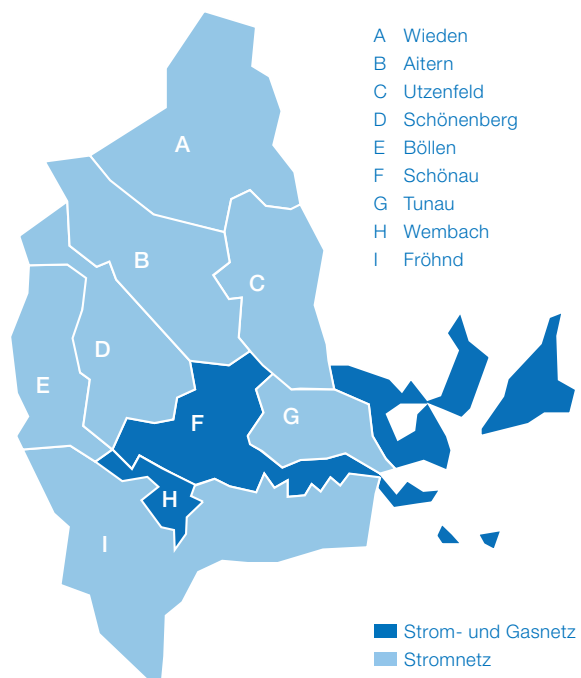 A Wieden
B Aitern
C Utzenfeld
D Schönenberg
E Böllen
F Schönau
G Tunau
H Wembach
I Fröhnd
A
B
C
D
E
F
G
H
I
Strom- und Gasnetz
Stromnetz